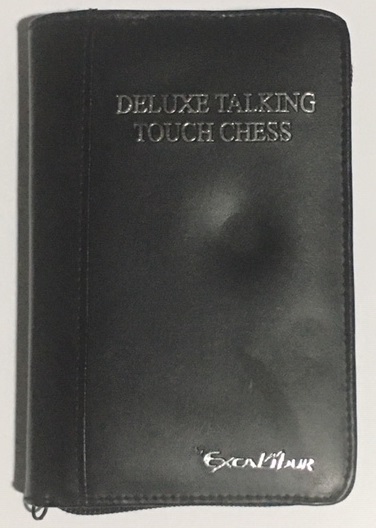 DELUXE TALKING
TOUCH CHESS
EXCALIBUR